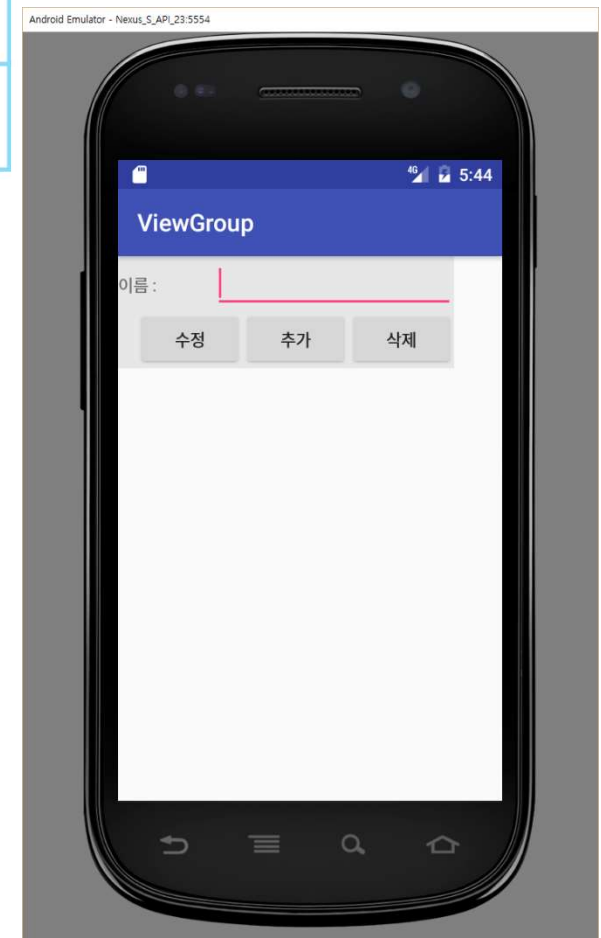 Android Emulator - Nexus_S_API_23:5554
4G 5:44
ViewGroup
이름 :
수정 추가 삭제